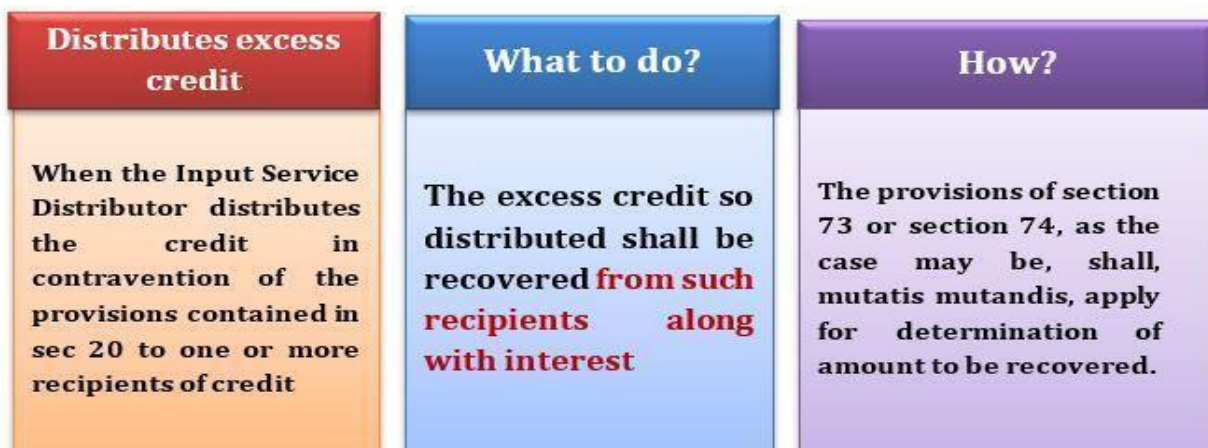 Distributes excess
credit
When the Input Service
Distributor distributes
the credit in
contravention of the
provisions contained in
sec 20 to one or more
recipients of credit
What to do?
The excess credit so
distributed shall be
recovered from such
recipients along
with interest
How?
The provisions of section
73 or section 74, as the
case may be, shall,
mutatis mutandis, apply
for determination of
amount to be recovered.